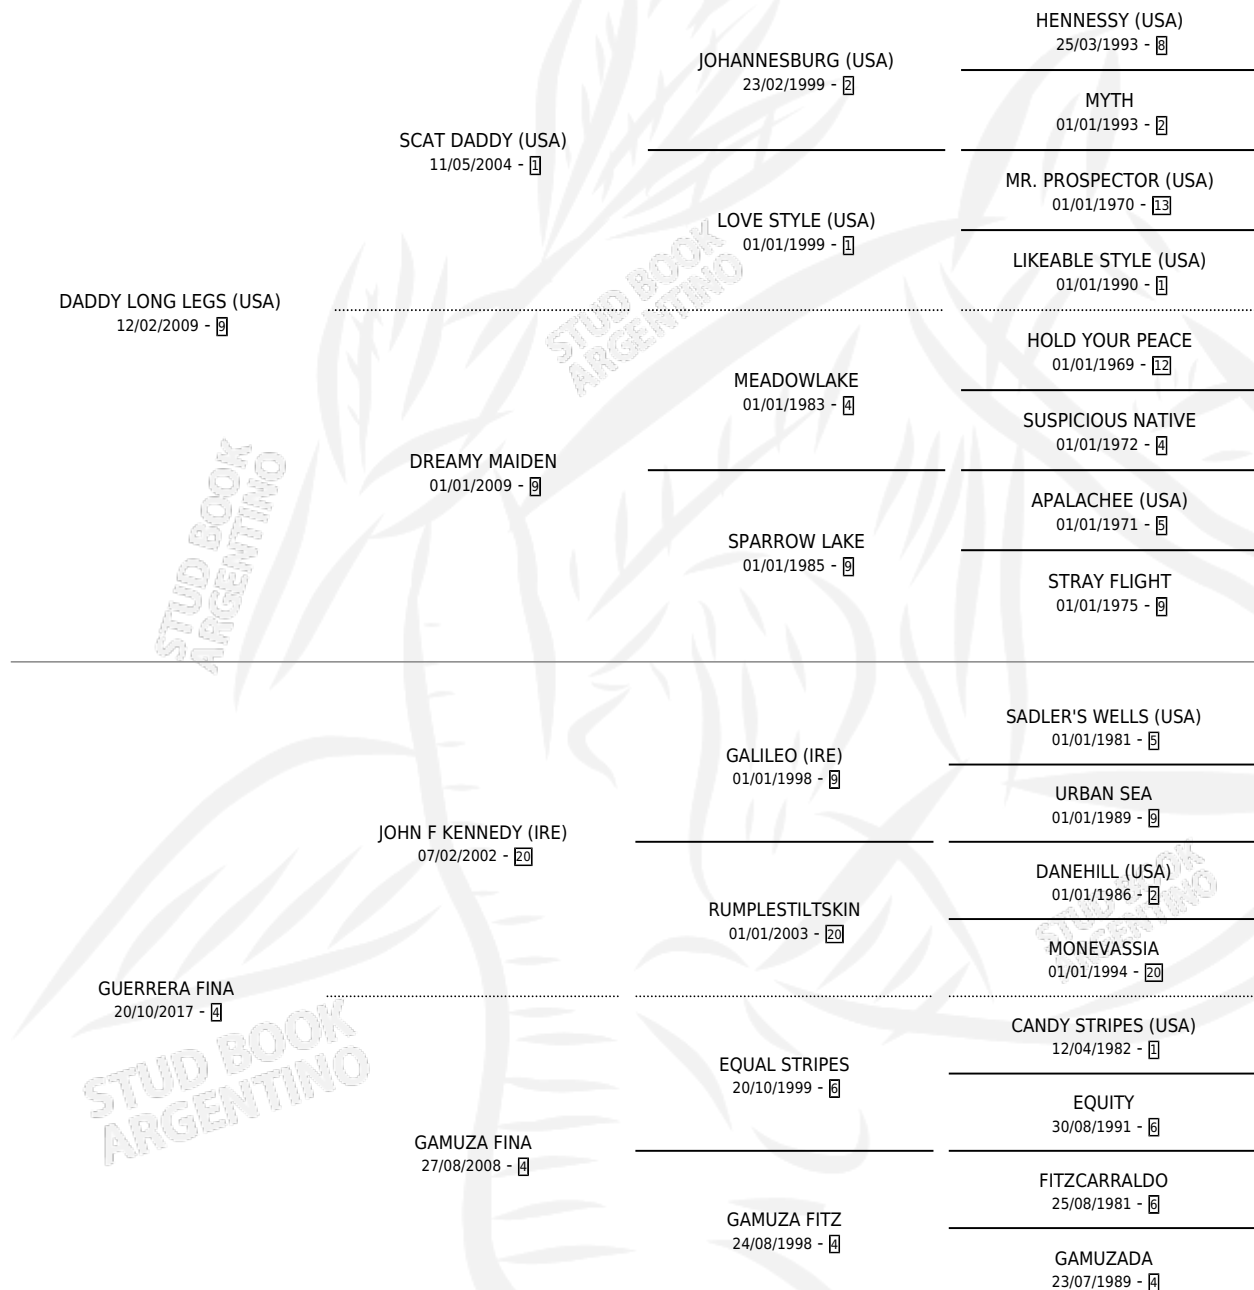 HENNESSY (USA)
25/03/1993 - 8
JOHANNESBURG (USA)
23/02/1999 - 2
MYTH
01/01/1993 - 2
SCAT DADDY (USA)
11/05/2004 - 1
MR. PROSPECTOR (USA)
01/01/1970 - 13
LOVE STYLE (USA)
01/01/1999 - 1
LIKEABLE STYLE (USA)
01/01/1990 - 1
DADDY LONG LEGS (USA)
12/02/2009 - 9
STUD BOOK
ARGENTINO
HOLD YOUR PEACE
01/01/1969 - 12
MEADOWLAKE
01/01/1983 - 4
SUSPICIOUS NATIVE
01/01/1972 - 4
DREAMY MAIDEN
01/01/2009 - 9
APALACHEE (USA)
01/01/1971 - 5
SPARROW LAKE
01/01/1985 - 9
STRAY FLIGHT
01/01/1975 - 9
STUD BOOK
ARGENTINO
SADLER'S WELLS (USA)
01/01/1981 - 5
GALILEO (IRE)
01/01/1998 - 9
URBAN SEA
01/01/1989 - 9
JOHN F KENNEDY (IRE)
07/02/2002 - 20
DANEHILL (USA)
01/01/1986 - 2
RUMPLESTILTSKIN
01/01/2003 - 20
MONEVASSIA
01/01/1994 - 20
STUD BOOK
ARGENTINO
GUERRERA FINA
20/10/2017 - 4
CANDY STRIPES (USA)
12/04/1982 - 1
EQUAL STRIPES
20/10/1999 - 6
EQUITY
30/08/1991 - 6
STUD BOOK
ARGENTINO
GAMUZA FINA
27/08/2008 - 4
FITZCARRALDO
25/08/1981 - 6
GAMUZA FITZ
24/08/1998 - 4
GAMUZADA
23/07/1989 - 4